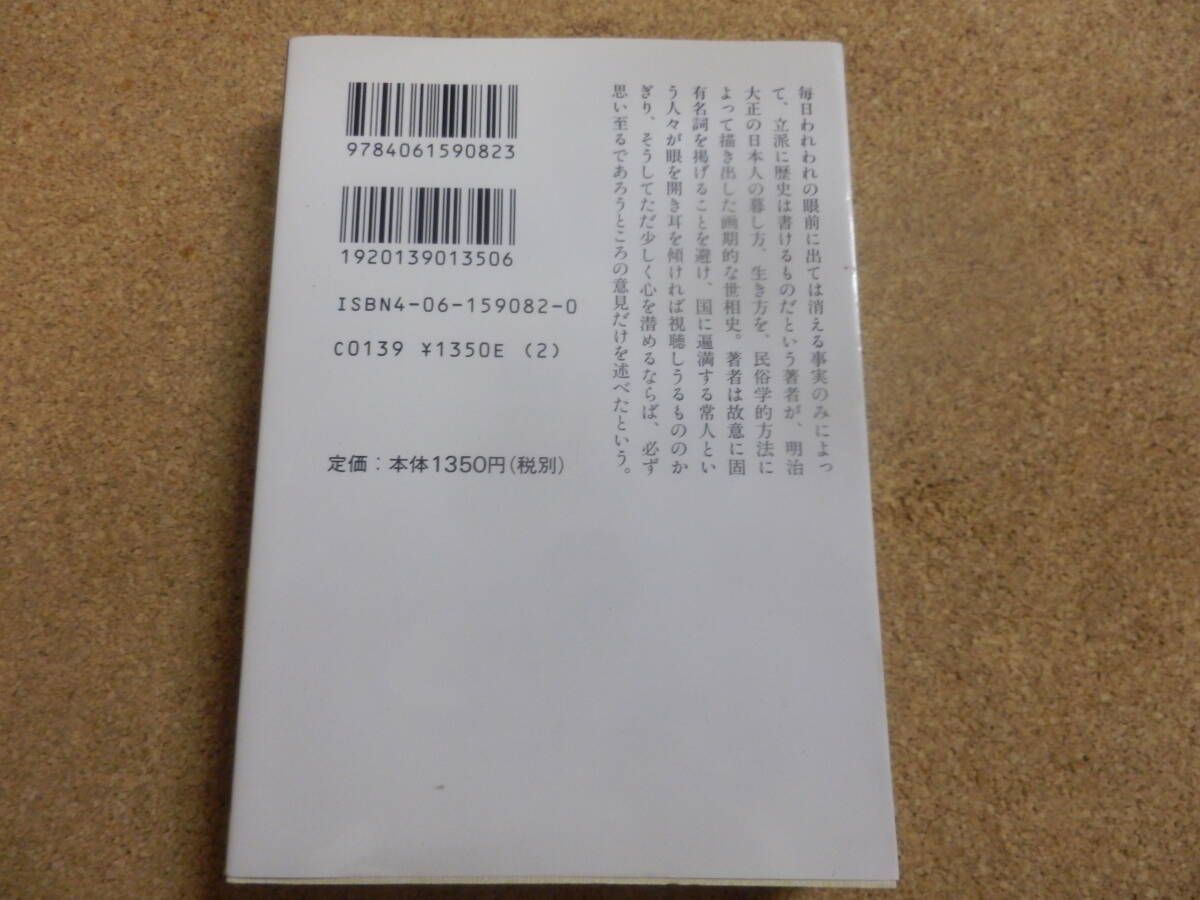 毎日われわれの眼前に出ては消える事実のみによっ
て、立派に歴史は書けるものだという著者が、明治
大正の日本人の暮し方、生き方を、民俗学的方法に
よって描き出した画期的な世相史。著者は故意に固
有名詞を掲げることを避け、国に遍満する常人とい
う人々が眼を開き耳を傾ければ視聴しうるもののか
ぎり、そうしてただ少しく心を潜めるならば、必ず
思い至るであろうところの意見だけを述べたという。
9784061590823
1920139013506
ISBN4-06-159082-0
C0139 ¥1350E (2)
定価：本体1350円(税別)